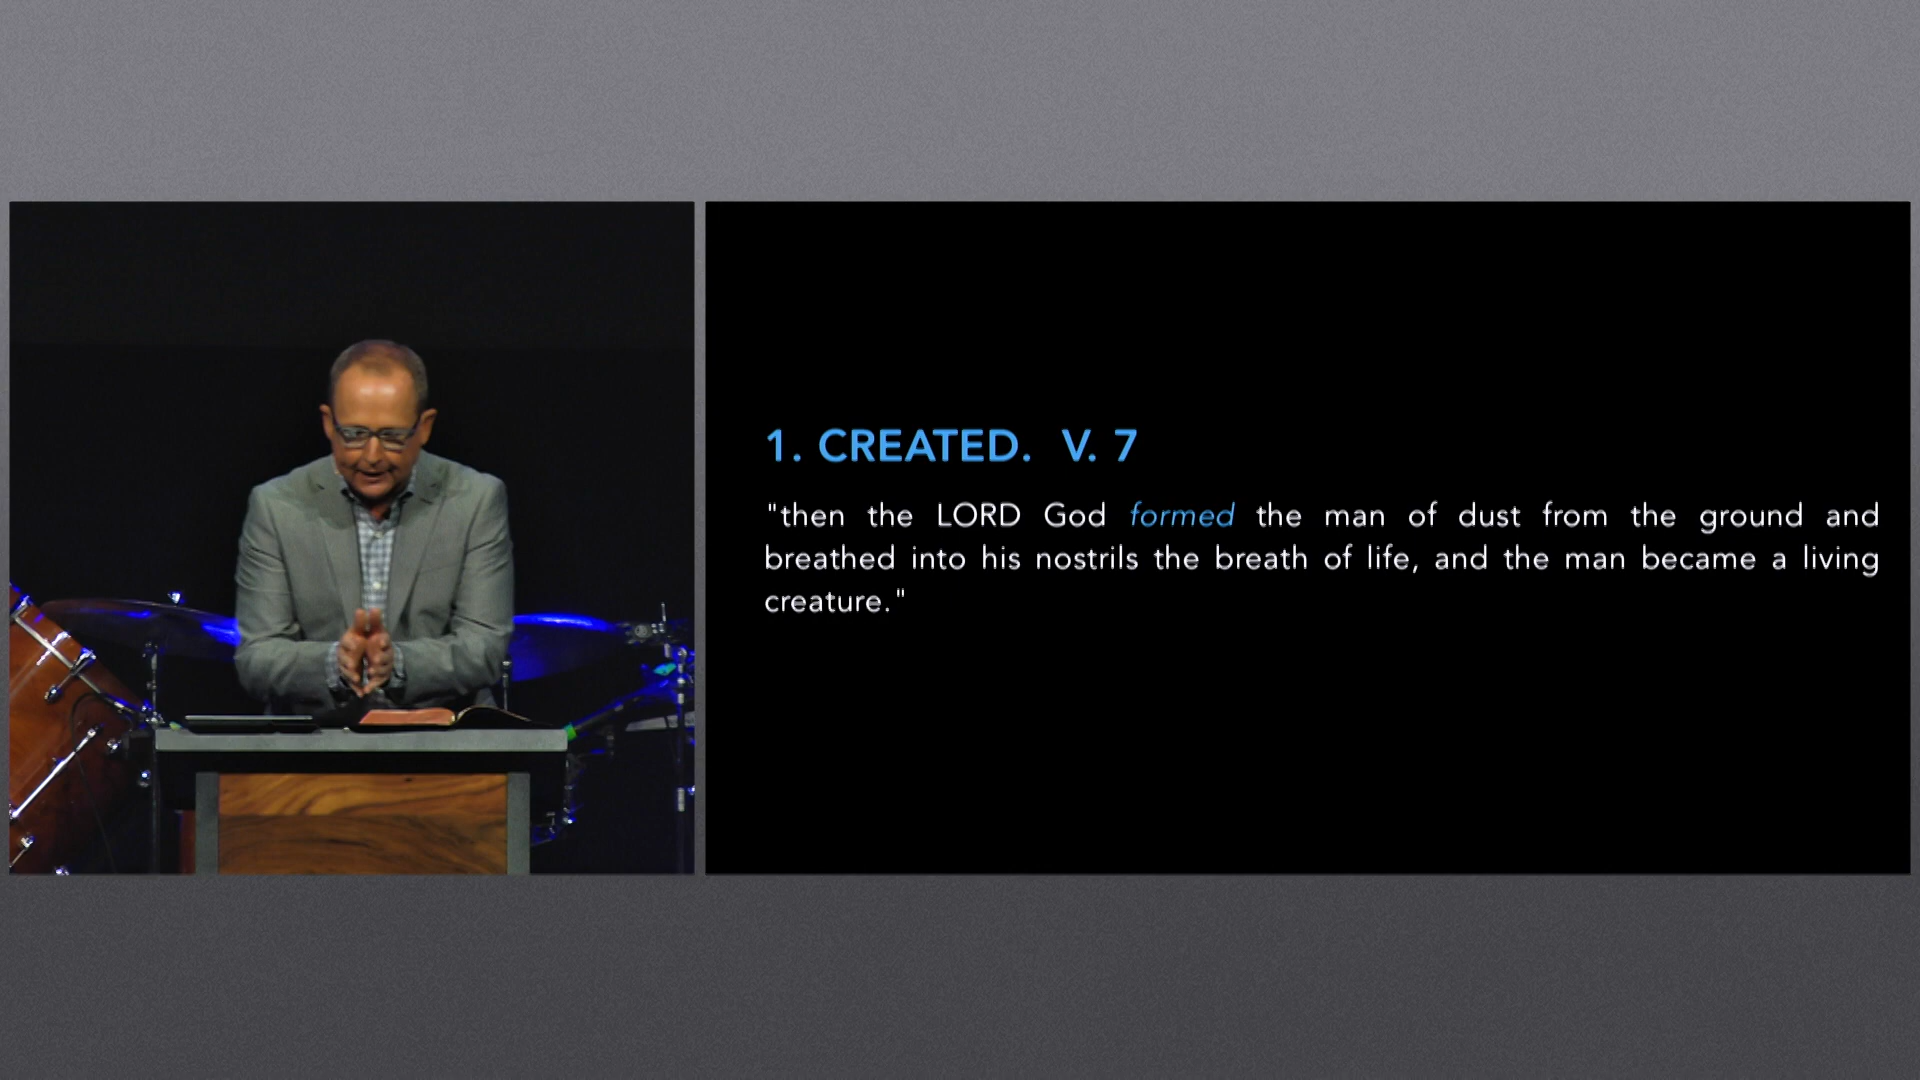 1. CREATED.  V. 7
"then the LORD God formed the man of dust from the ground and
breathed into his nostrils the breath of life, and the man became a living
creature."